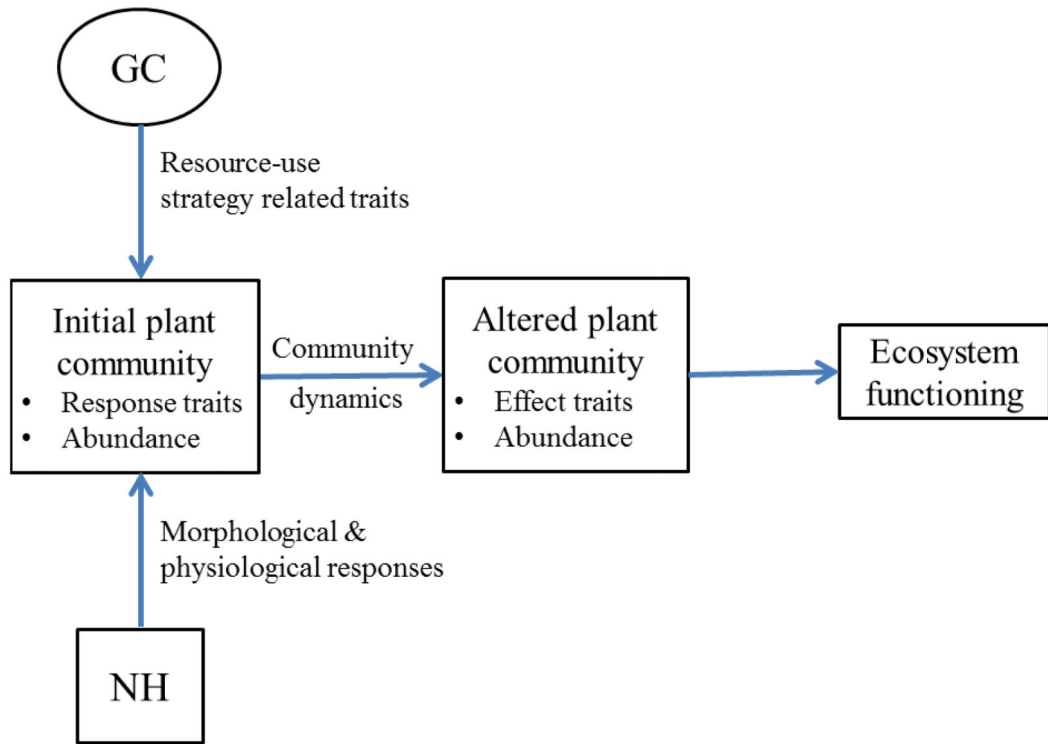 GC
Resource-use
strategy related traits
Initial plant
community
• Response traits
• Abundance
Community
dynamics
Altered plant
community
• Effect traits
• Abundance
Ecosystem
functioning
Morphological &
physiological responses
NH